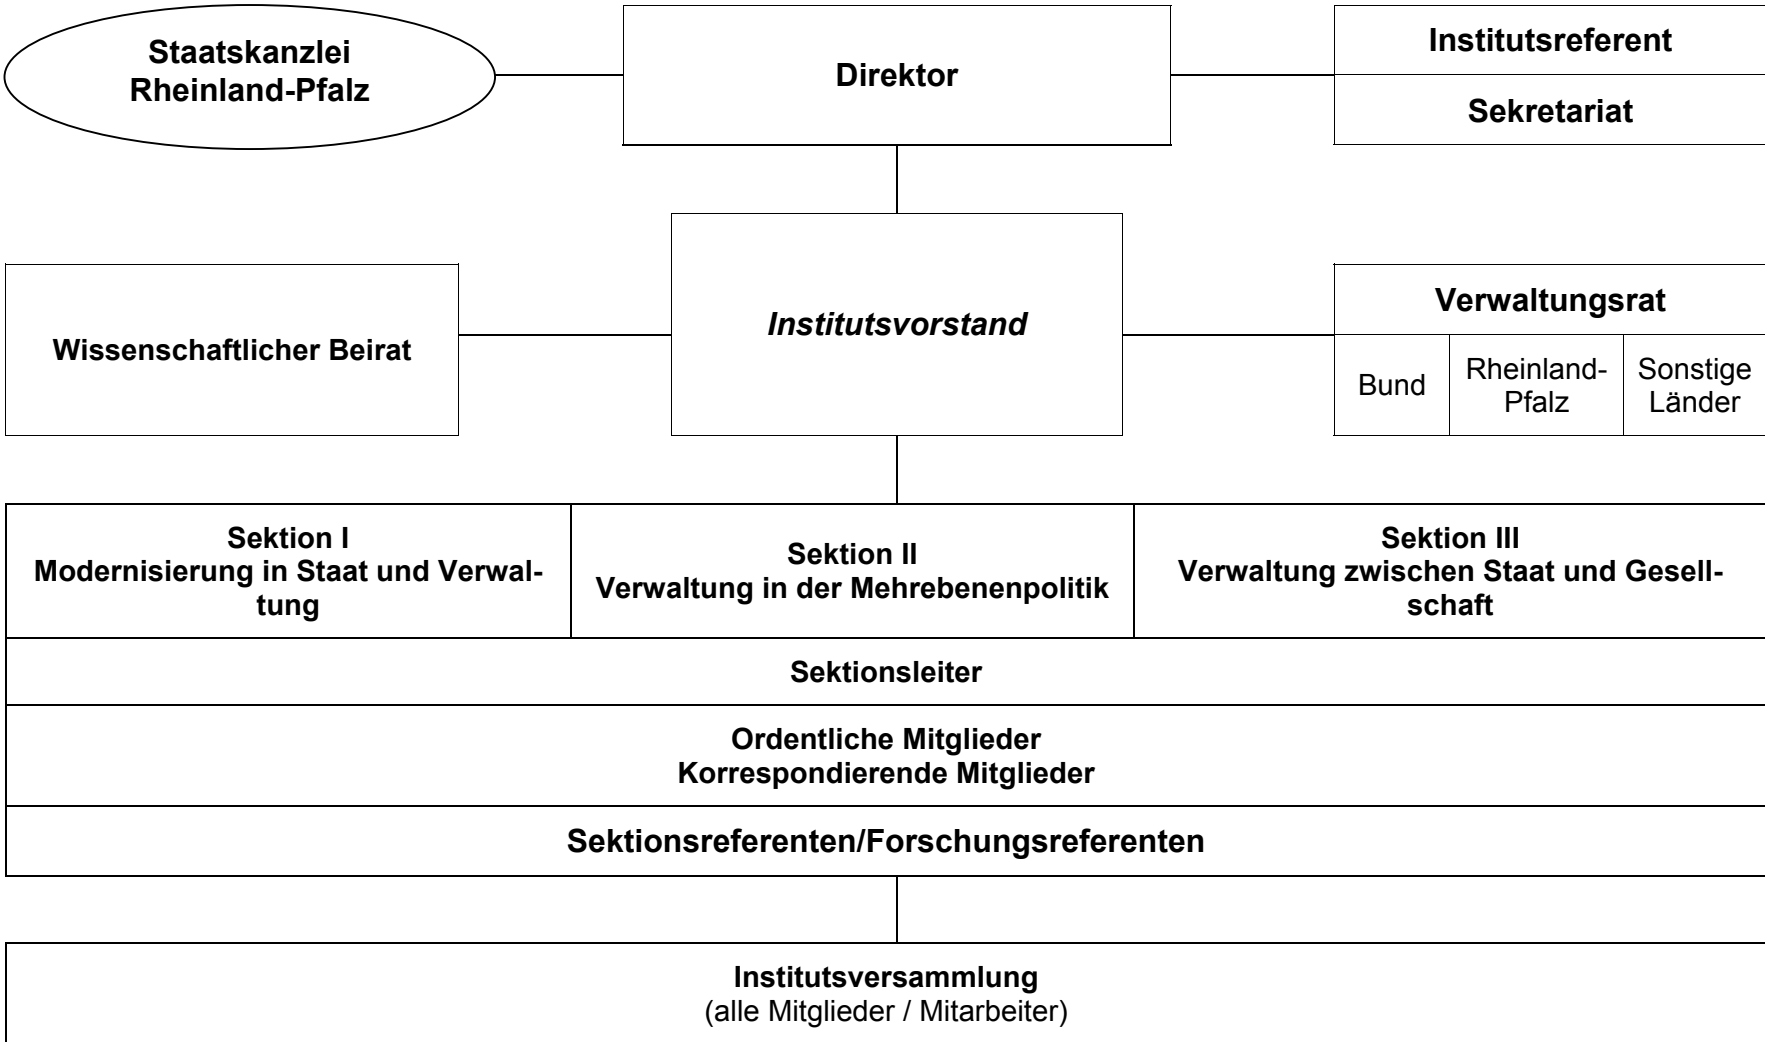 Staatskanzlei
Rheinland-Pfalz
Direktor
Institutsreferent
Sekretariat
Wissenschaftlicher Beirat
Institutsvorstand
Verwaltungsrat
Bund
Rheinland-
Pfalz
Sonstige
Länder
Sektion I
Modernisierung in Staat und Verwal-
tung
Sektion II
Verwaltung in der Mehrebenenpolitik
Sektion III
Verwaltung zwischen Staat und Gesell-
schaft
Sektionsleiter
Ordentliche Mitglieder
Korrespondierende Mitglieder
Sektionsreferenten/Forschungsreferenten
Institutsversammlung
(alle Mitglieder / Mitarbeiter)